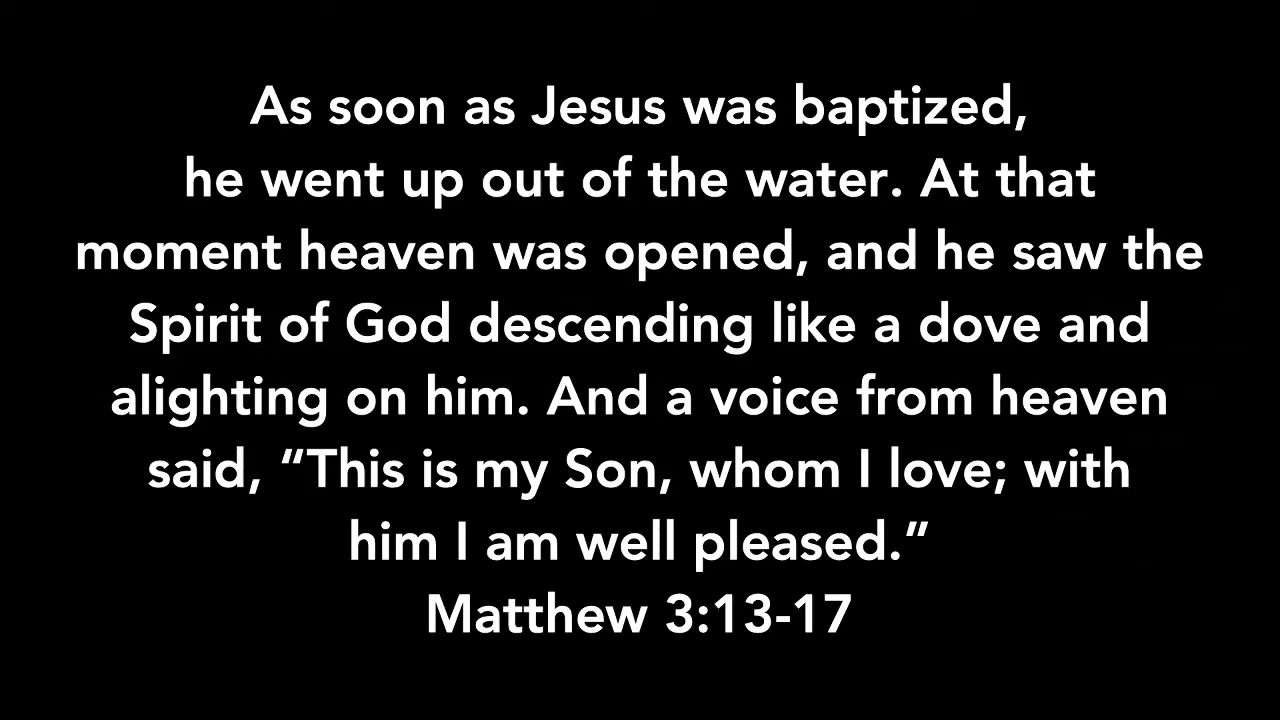 As soon as Jesus was baptized,
he went up out of the water. At that
moment heaven was opened, and he saw the
Spirit of God descending like a dove and
alighting on him. And a voice from heaven
said, “This is my Son, whom I love; with
him I am well pleased.”
Matthew 3:13-17